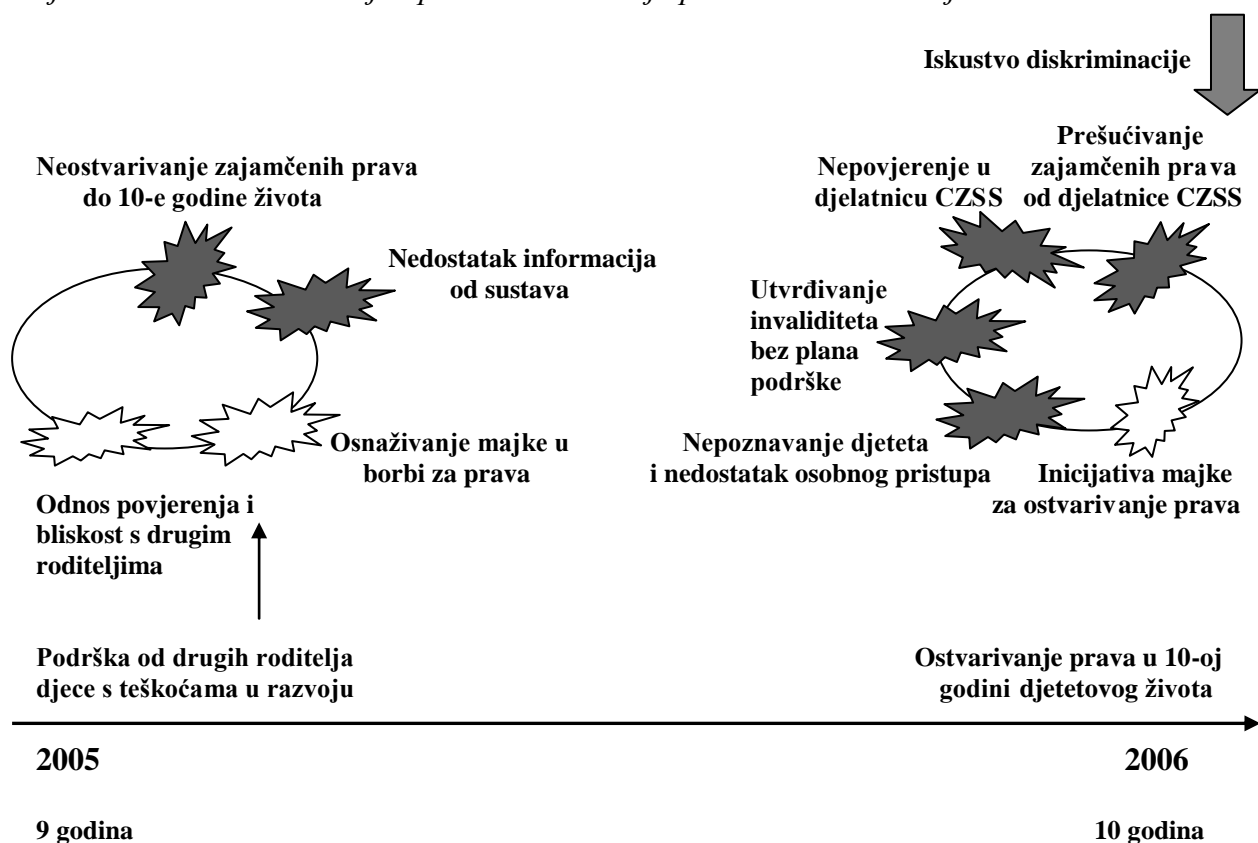 Iskustvo diskriminacije
Neostvarivanje zajamčenih prava
do 10-e godine života
Nedostatak informacija
od sustava
Osnaživanje majke u
borbi za prava
Odnos povjerenja i
bliskost s drugim
roditeljima
Podrška od drugih roditelja
djece s teškoćama u razvoju
Nepovjerenje u
djelatnicu CZSS
Prešućivanje
zajamčenih prava
od djelatnice CZSS
Utvrđivanje
invaliditeta
bez plana
podrške
Nepoznavanje djeteta
i nedostatak osobnog pristupa
Inicijativa majke
za ostvarivanje prava
Ostvarivanje prava u 10-oj
godini djetetovog života
2005
2006
9 godina
10 godina